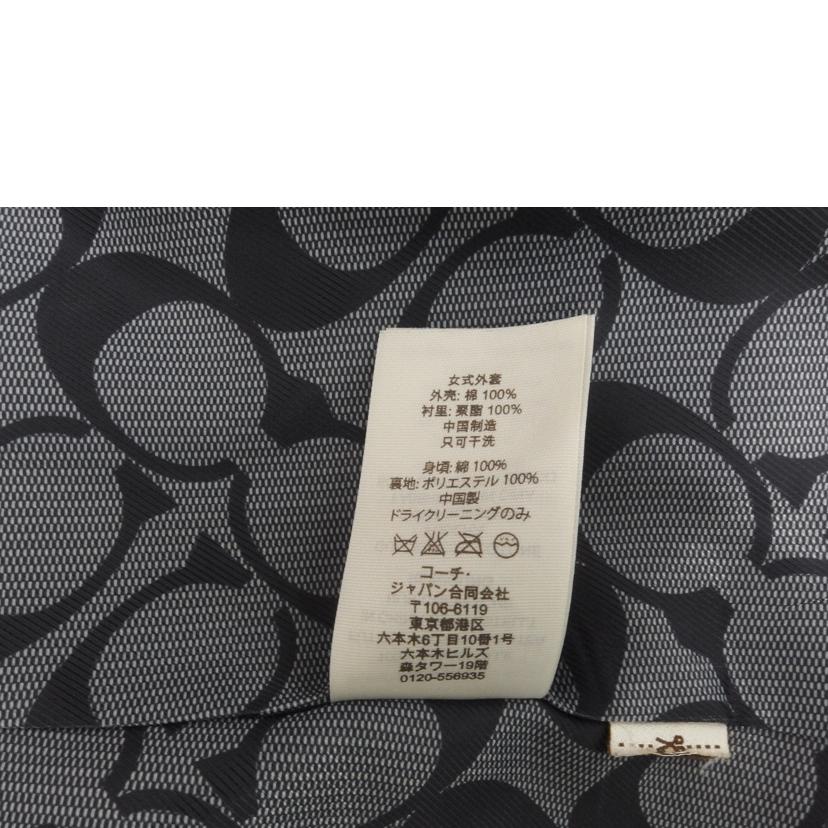 女式外套
外壳: 棉 100%
衬里: 聚脂 100%
中国制造
只可干洗
身頃: 綿 100%
裏地: ポリエステル 100%
中国製
ドライクリーニングのみ
コーチ・
ジャパン合同会社
〒106-6119
東京都港区
六本木6丁目10番1号
六本木ヒルズ
森タワー19階
0120-556935